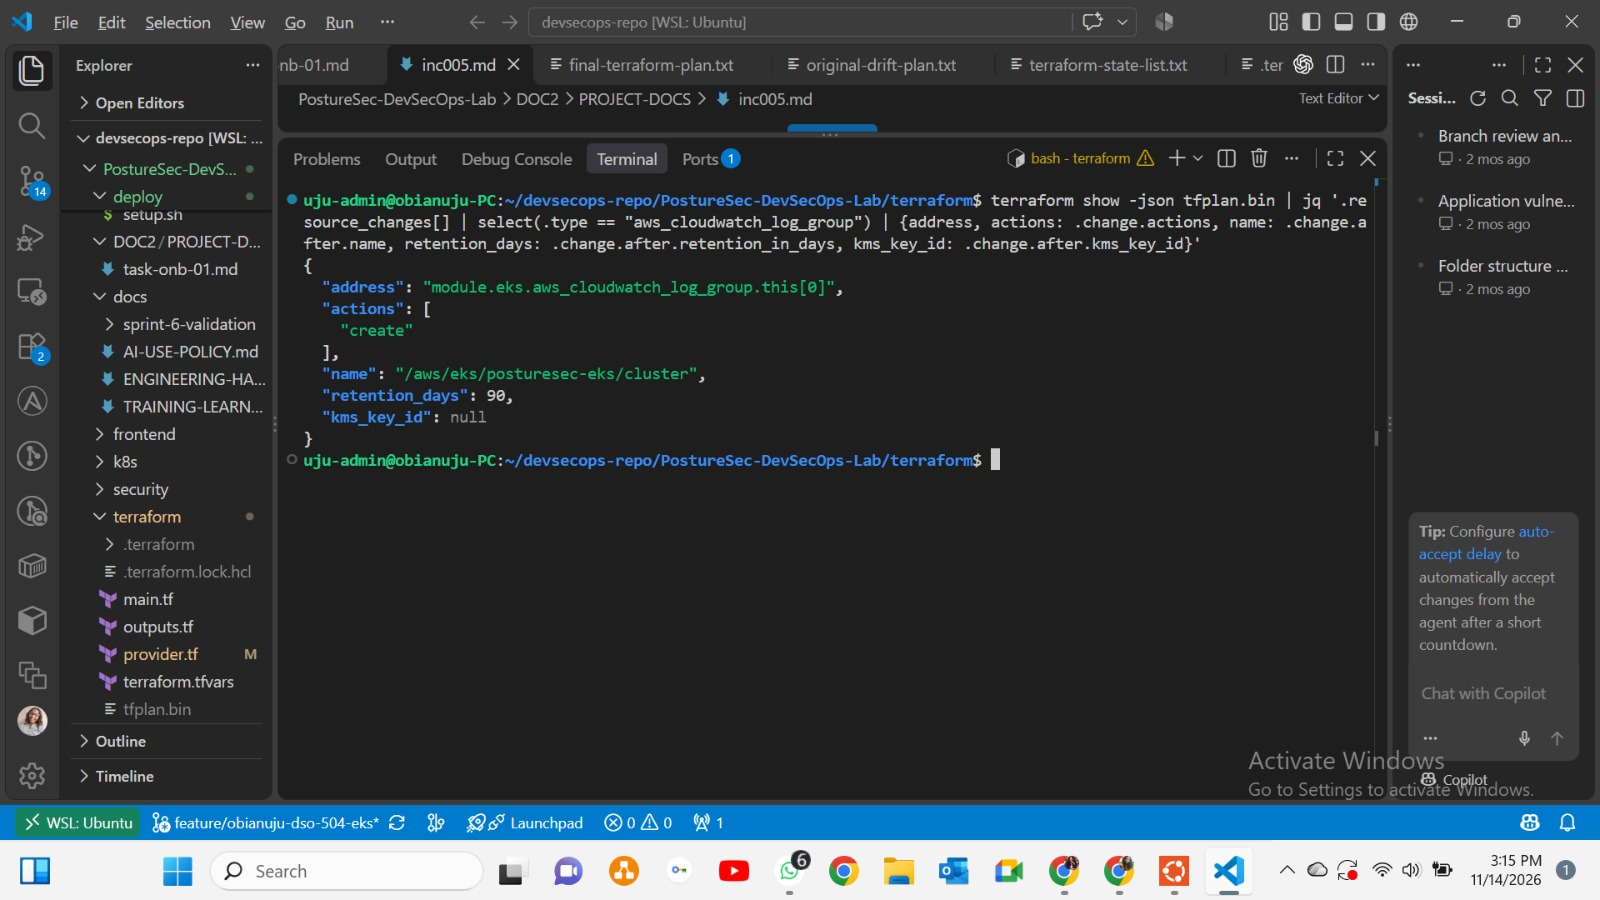 File Edit Selection View Go Run ···
devsecops-repo [WSL: Ubuntu]
Explorer ···
Open Editors
devsecops-repo [WSL: ...
PostureSec-DevS...
deploy
setup.sh
DOC2 / PROJECT-D...
task-onb-01.md
docs
sprint-6-validation
AI-USE-POLICY.md
ENGINEERING-HA...
TRAINING-LEARN...
frontend
k8s
security
terraform
.terraform
.terraform.lock.hcl
main.tf
outputs.tf
provider.tf M
terraform.tfvars
tfplan.bin
Outline
Timeline
14
2
nb-01.md inc005.md final-terraform-plan.txt original-drift-plan.txt terraform-state-list.txt .ter ···
PostureSec-DevSecOps-Lab > DOC2 > PROJECT-DOCS > inc005.md Text Editor
Problems Output Debug Console Terminal Ports 1 bash - terraform ···
uju-admin@obianuju-PC:~/devsecops-repo/PostureSec-DevSecOps-Lab/terraform$ terraform show -json tfplan.bin | jq '.re
source_changes[] | select(.type == "aws_cloudwatch_log_group") | {address, actions: .change.actions, name: .change.a
fter.name, retention_days: .change.after.retention_in_days, kms_key_id: .change.after.kms_key_id}'
{
"address": "module.eks.aws_cloudwatch_log_group.this[0]",
"actions": [
"create"
],
"name": "/aws/eks/posturesec-eks/cluster",
"retention_days": 90,
"kms_key_id": null
}
uju-admin@obianuju-PC:~/devsecops-repo/PostureSec-DevSecOps-Lab/terraform$
··· ···
Sessi...
Branch review an...
· 2 mos ago
Application vulne...
· 2 mos ago
Folder structure ...
· 2 mos ago
Tip: Configure auto-
accept delay to
automatically accept
changes from the
agent after a short
countdown.
Chat with Copilot
···
Copilot
Activate Windows
Go to Settings to activate Windows.
WSL: Ubuntu feature/obianuju-dso-504-eks* Launchpad 0 0 1
Search
6
3:15 PM
11/14/2026
1